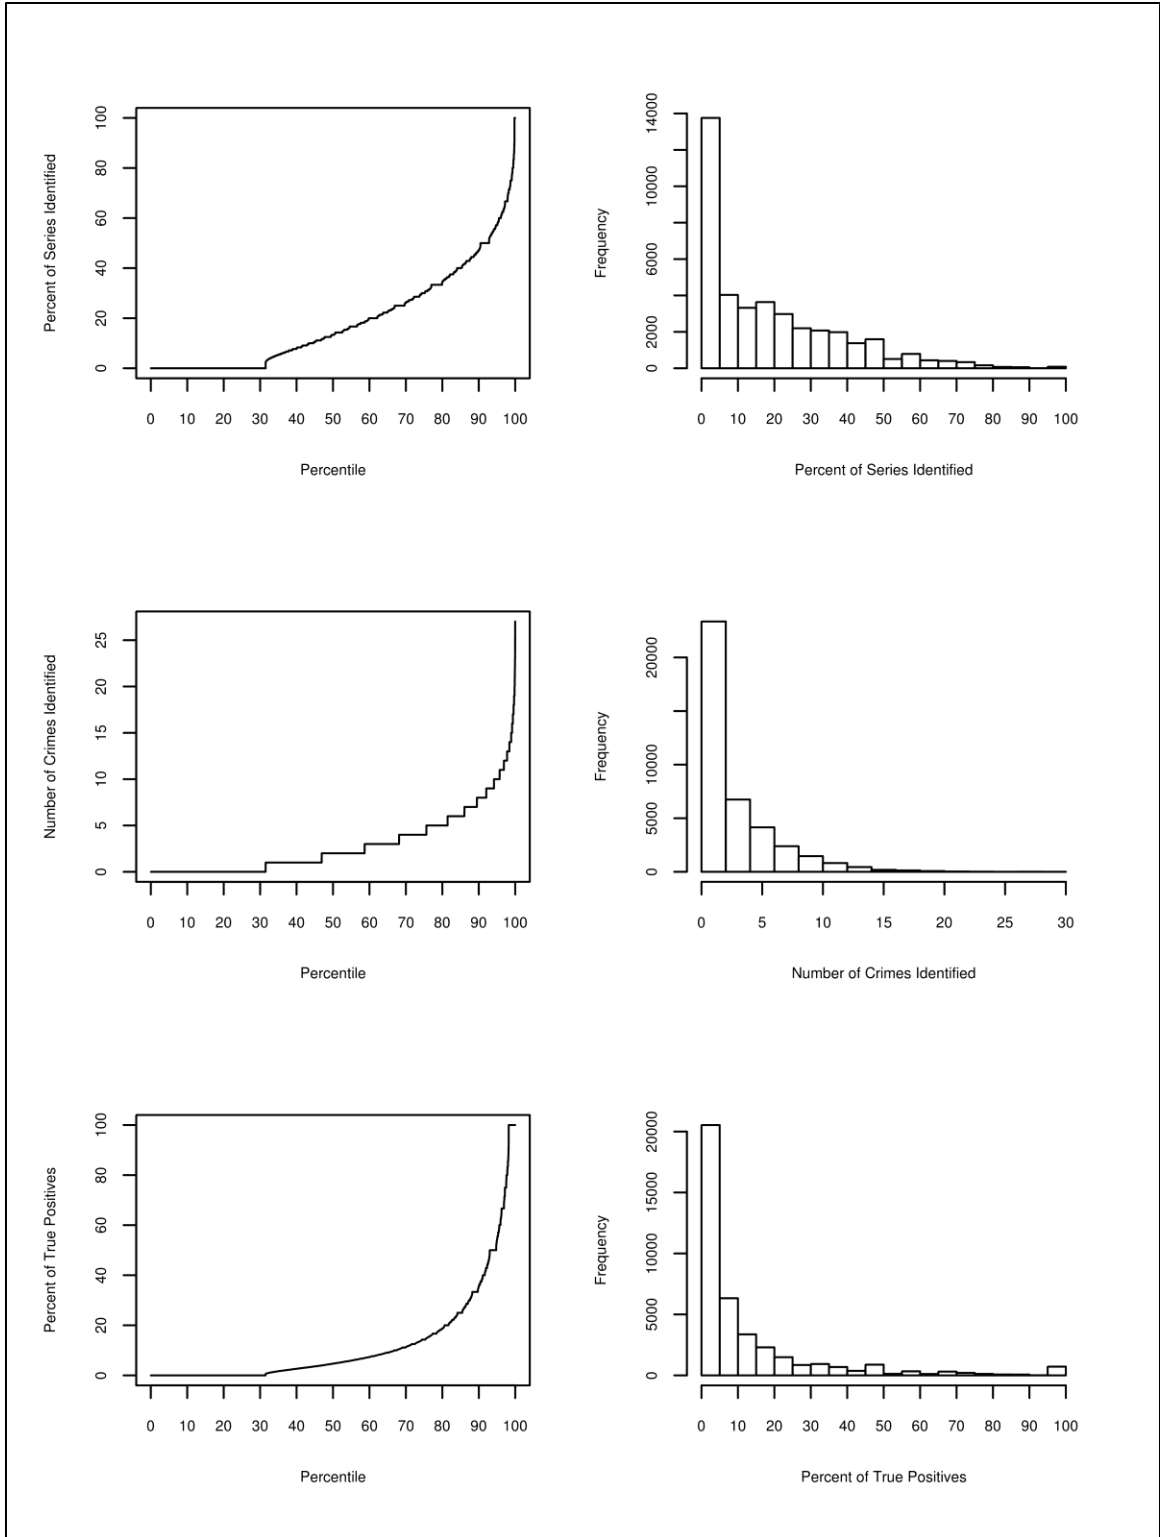 Percent of Series Identified
100
80
60
40
20
0
0 10 20 30 40 50 60 70 80 90 100
Percentile
Frequency
14000
10000
6000
2000
0
0 10 20 30 40 50 60 70 80 90 100
Percent of Series Identified
Number of Crimes Identified
25
20
15
10
5
0
0 10 20 30 40 50 60 70 80 90 100
Percentile
Frequency
20000
10000
5000
0
0 5 10 15 20 25 30
Number of Crimes Identified
Percent of True Positives
100
80
60
40
20
0
0 10 20 30 40 50 60 70 80 90 100
Percentile
Frequency
20000
15000
10000
5000
0
0 10 20 30 40 50 60 70 80 90 100
Percent of True Positives